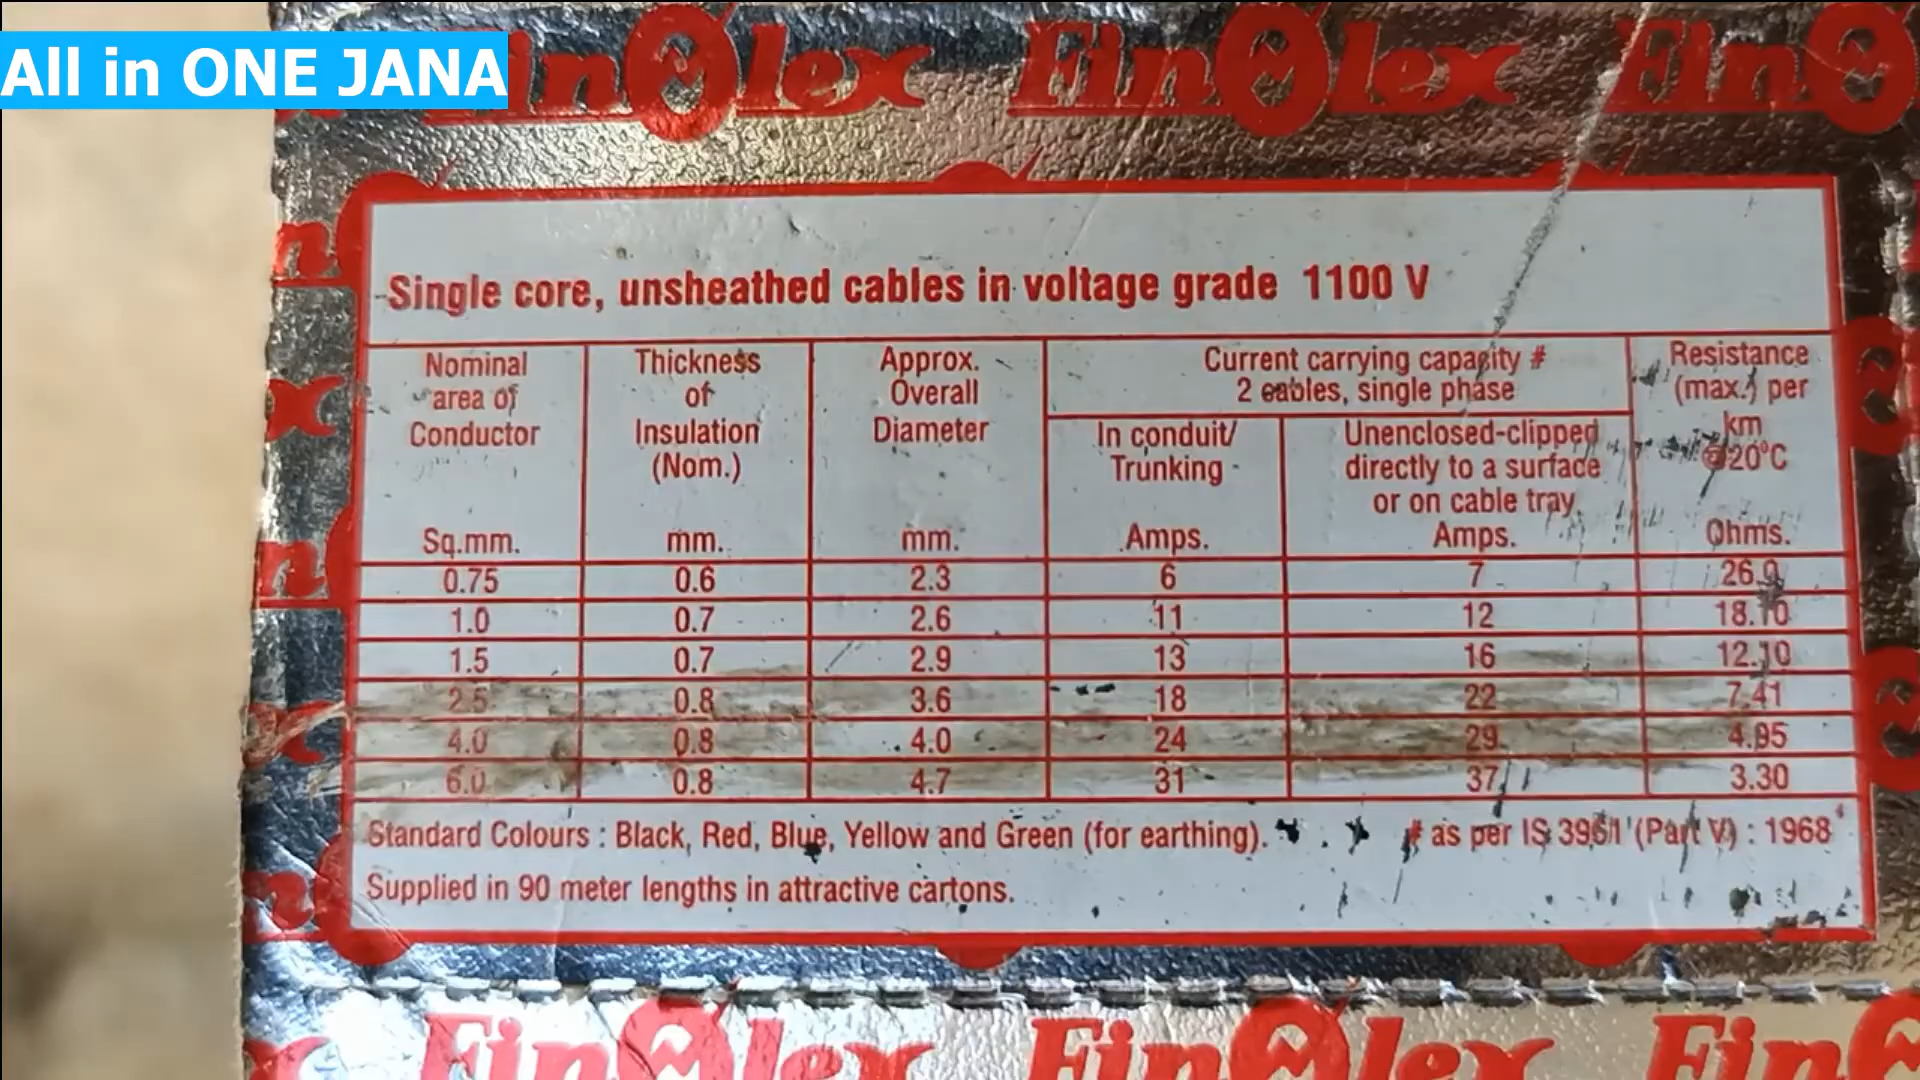 All in ONE JANA
Finolex Finolex Fin
Single core, unsheathed cables in voltage grade 1100 V
Nominal area of Conductor Sq.mm.
Thickness of Insulation (Nom.) mm.
Approx. Overall Diameter mm.
Current carrying capacity #
2 cables, single phase
In conduit/ Trunking Amps.
Unenclosed-clipped directly to a surface or on cable tray Amps.
Resistance (max.) per km @20°C Ohms.
0.75 0.6 2.3 6 7 26.0
1.0 0.7 2.6 11 12 18.10
1.5 0.7 2.9 13 16 12.10
2.5 0.8 3.6 18 22 7.41
4.0 0.8 4.0 24 29 4.95
6.0 0.8 4.7 31 37 3.30
Standard Colours : Black, Red, Blue, Yellow and Green (for earthing). # as per IS 3961 (Part V) : 1968
Supplied in 90 meter lengths in attractive cartons.
Finolex Finolex Fin